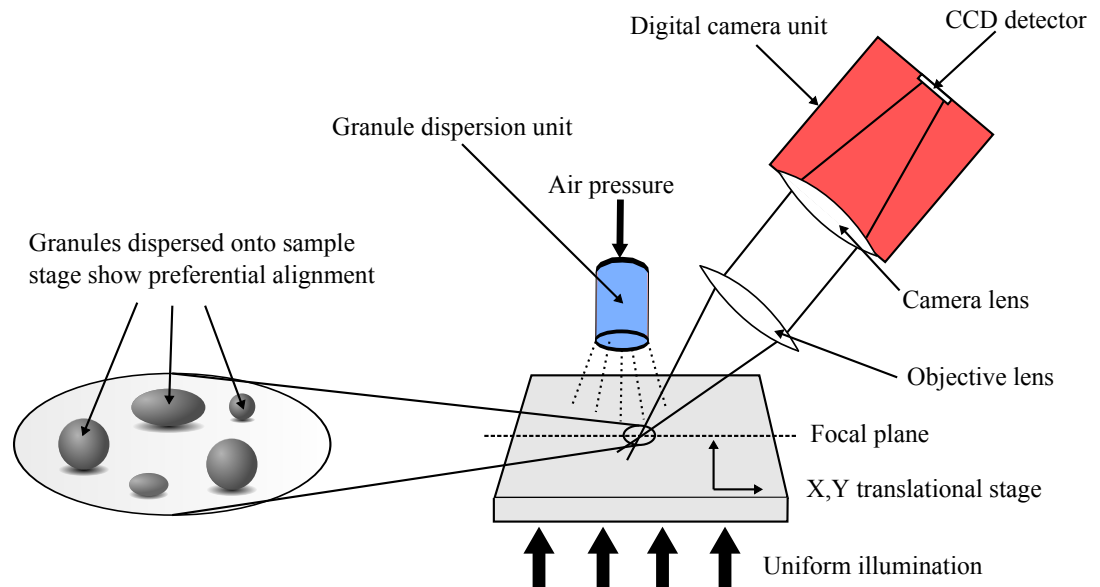 CCD detector
Digital camera unit
Granule dispersion unit
Air pressure
Granules dispersed onto sample
stage show preferential alignment
Camera lens
Objective lens
Focal plane
X,Y translational stage
Uniform illumination